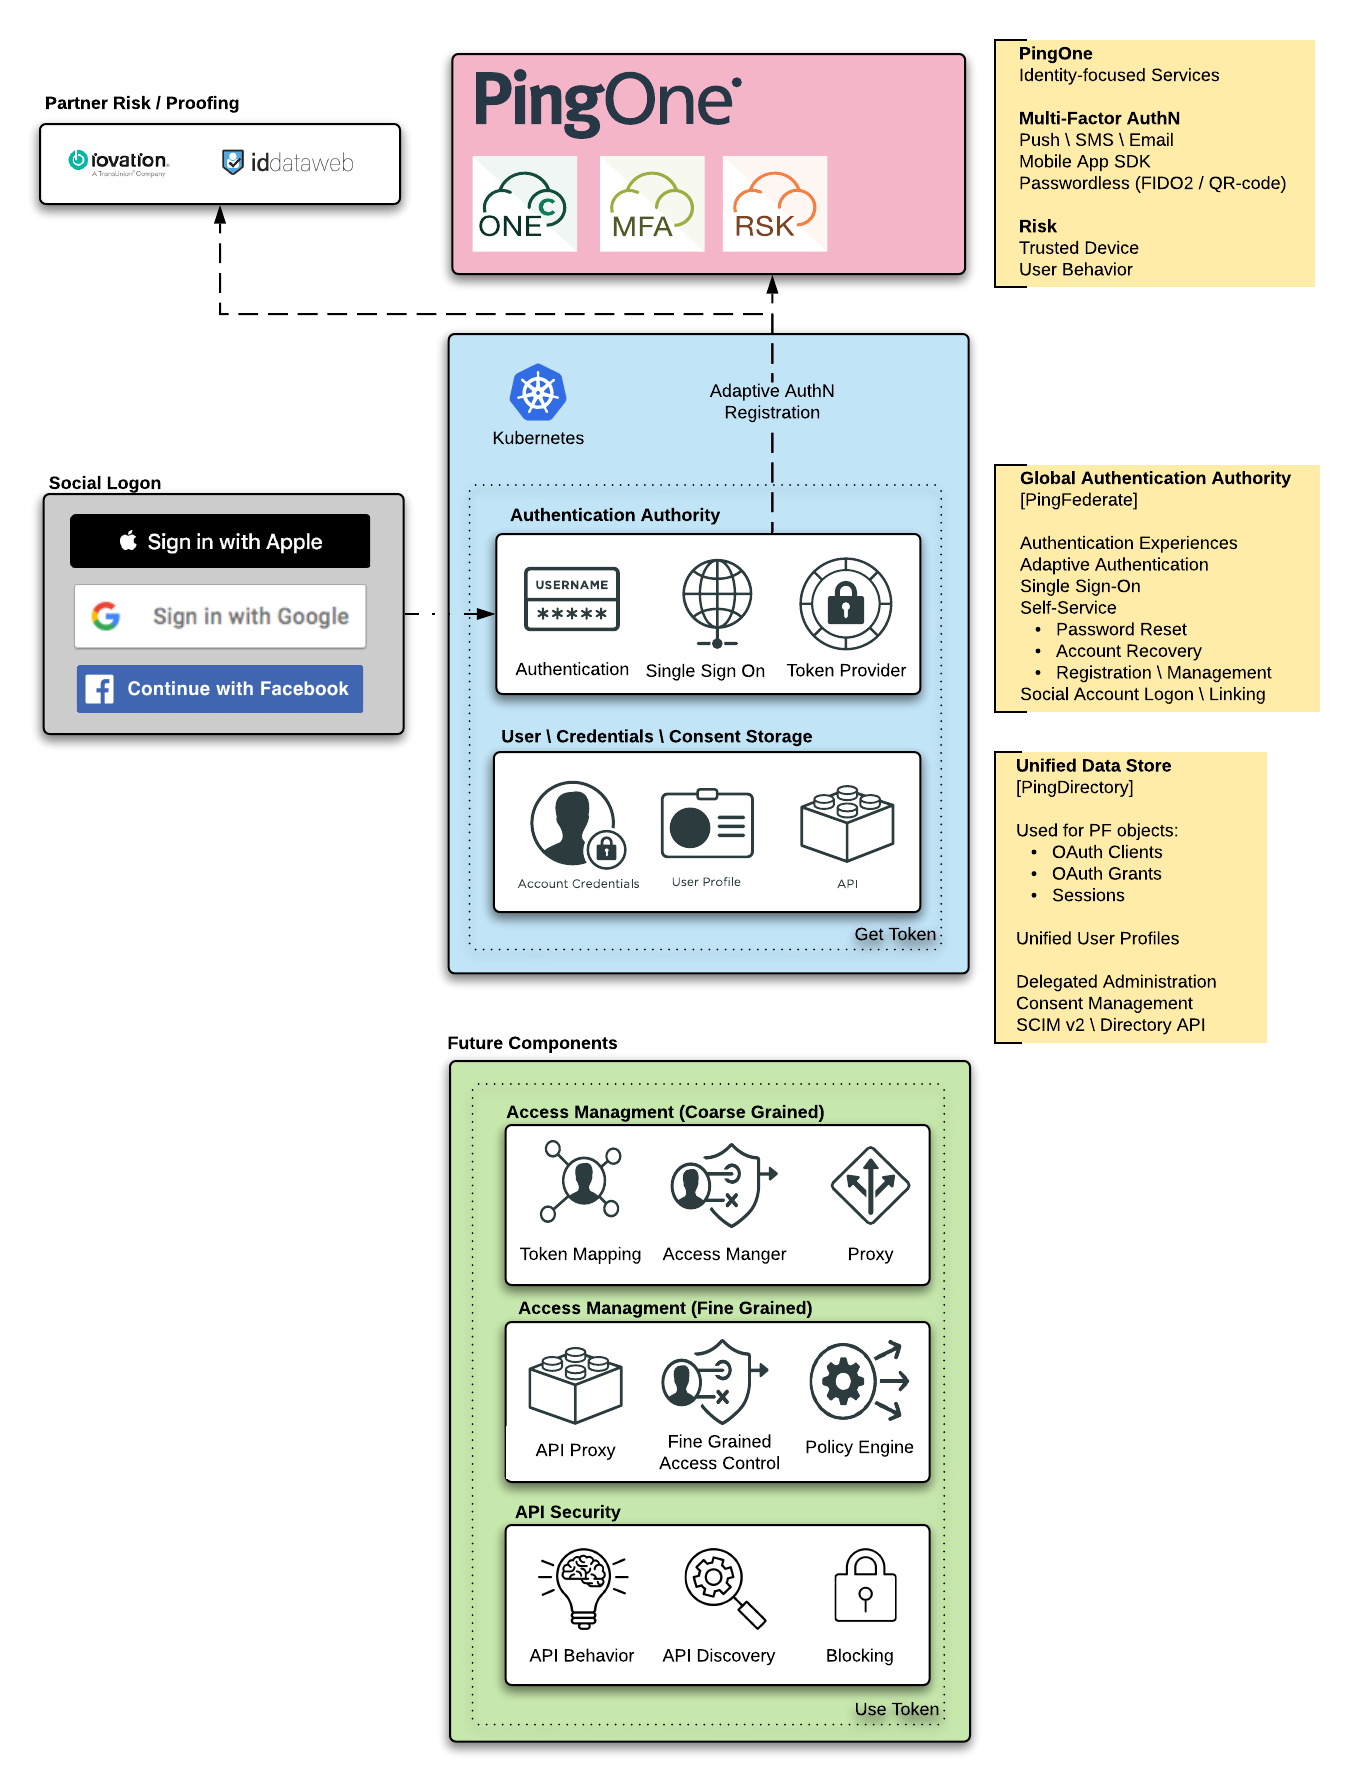 Partner Risk / Proofing
iovation.
A TransUnion® Company
iddataweb
PingOne
ONE C
MFA
RSK
PingOne
Identity-focused Services
Multi-Factor AuthN
Push \ SMS \ Email
Mobile App SDK
Passwordless (FIDO2 / QR-code)
Risk
Trusted Device
User Behavior
Kubernetes
Adaptive AuthN
Registration
Social Logon
Sign in with Apple
Sign in with Google
Continue with Facebook
Authentication Authority
USERNAME
*****
Authentication
Single Sign On
Token Provider
User \ Credentials \ Consent Storage
Account Credentials
User Profile
API
Get Token
Global Authentication Authority
[PingFederate]
Authentication Experiences
Adaptive Authentication
Single Sign-On
Self-Service
• Password Reset
• Account Recovery
• Registration \ Management
Social Account Logon \ Linking
Unified Data Store
[PingDirectory]
Used for PF objects:
• OAuth Clients
• OAuth Grants
• Sessions
Unified User Profiles
Delegated Administration
Consent Management
SCIM v2 \ Directory API
Future Components
Access Managment (Coarse Grained)
Token Mapping
Access Manger
Proxy
Access Managment (Fine Grained)
API Proxy
Fine Grained
Access Control
Policy Engine
API Security
API Behavior
API Discovery
Blocking
Use Token